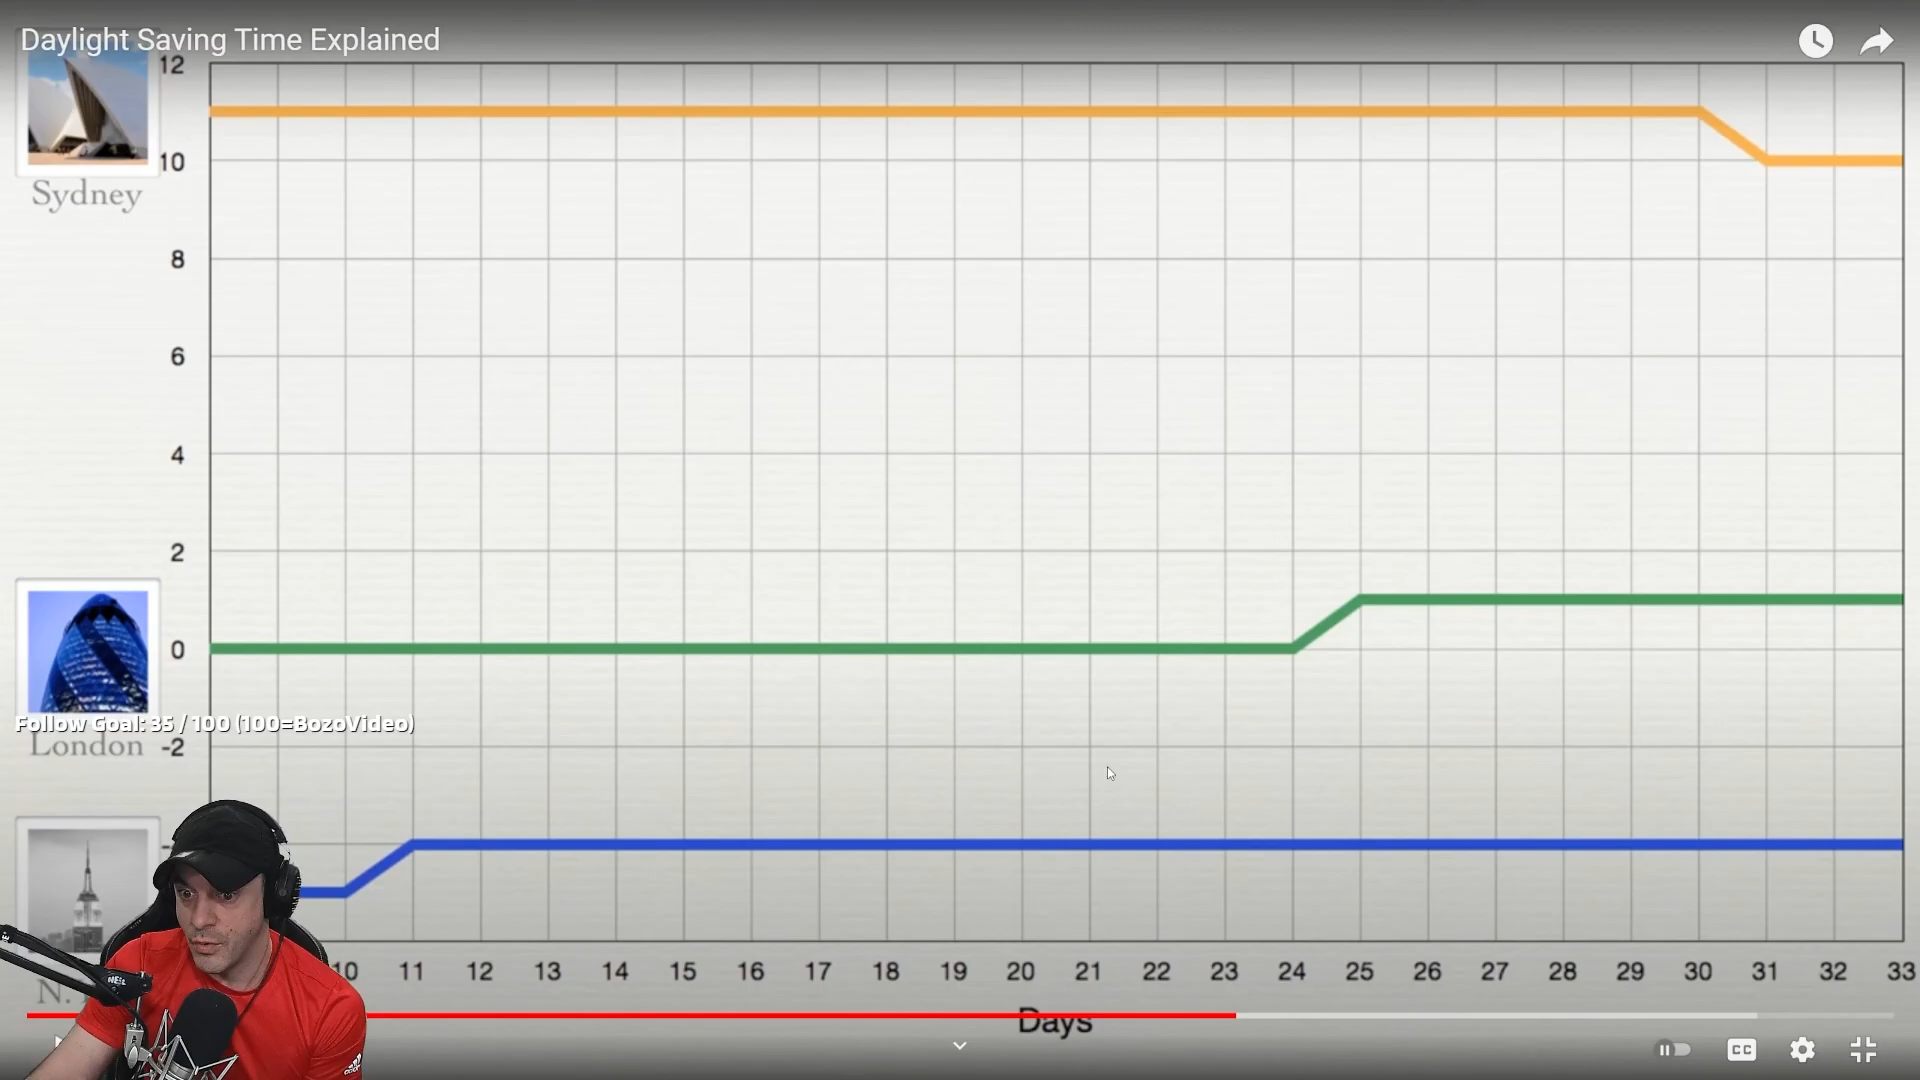 Daylight Saving Time Explained
12
10
Sydney
8
6
4
2
0
Follow Goal: 35 / 100 (100=BozoVideo)
London
-2
10 11 12 13 14 15 16 17 18 19 20 21 22 23 24 25 26 27 28 29 30 31 32 33
N.
Days
CC